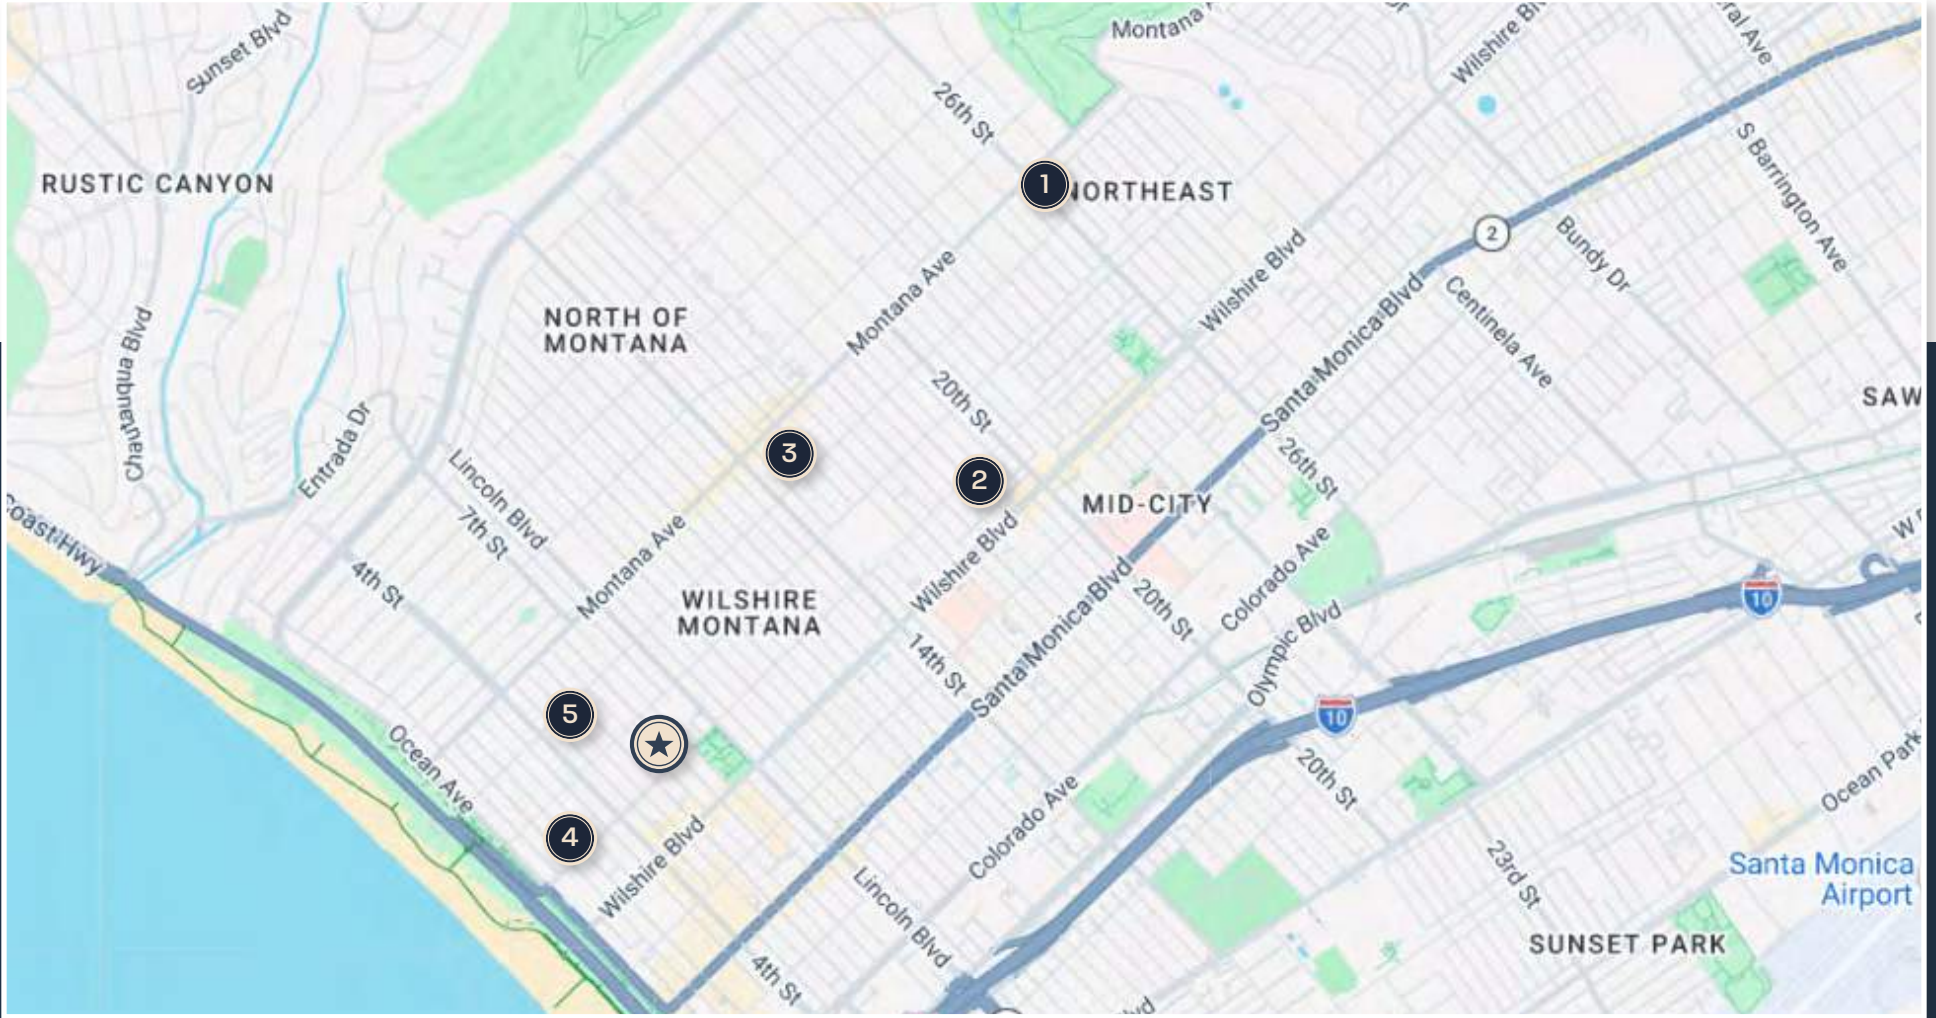 Sunset Blvd
Montana
Wilshire
26th St
1
NORTHEAST
RUSTIC CANYON
S Barrington Ave
2
Bundy Dr
Wilshire Blvd
Montana Ave
Santa Monica Blvd
Centinela Ave
NORTH OF
MONTANA
Chautauqua Blvd
Entrada Dr
20th St
SAW
3
2
26th St
MID-CITY
Lincoln Blvd
7th St
Coast Hwy
Montana Ave
Wilshire Blvd
Colorado Ave
4th St
WILSHIRE
MONTANA
Santa Monica Blvd
20th St
Olympic Blvd
10
14th St
10
5
Ocean Ave
20th St
Ocean Park
4
Wilshire Blvd
Colorado Ave
Lincoln Blvd
23rd St
Santa Monica
Airport
SUNSET PARK
4th St